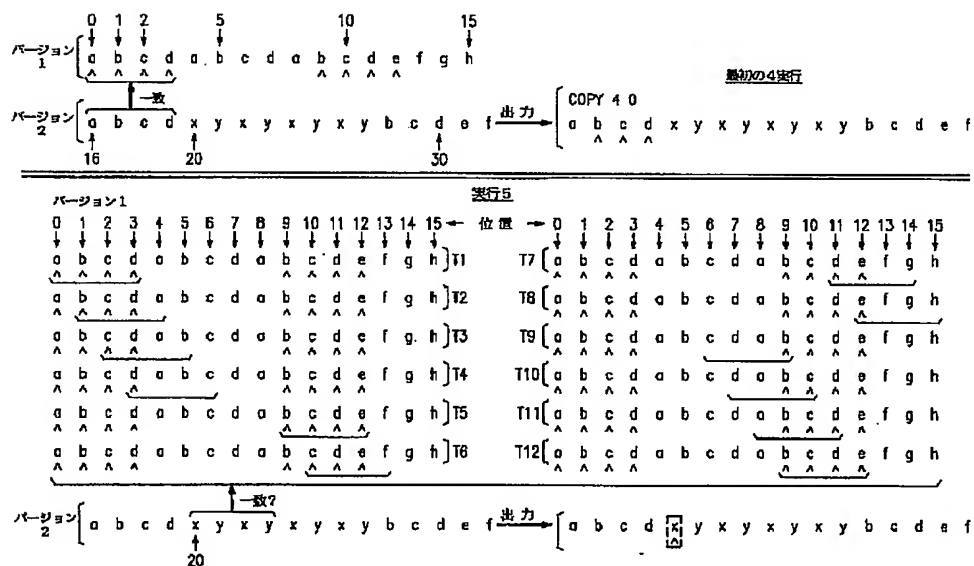 0 1 2 5 10 15
バージョン 1 a b c d a b c d a b c d e f g h
^ ^ ^ ^ ^ ^ ^ ^
一致
最初の4実行
バージョン 2 a b c d x y x y x y x y b c d e f 出力 COPY 4 0
a b c d x y x y x y x y b c d e f
^ ^ ^
16 20 30
実行5
バージョン1
0 1 2 3 4 5 6 7 8 9 10 11 12 13 14 15 位置 0 1 2 3 4 5 6 7 8 9 10 11 12 13 14 15
a b c d a b c d a b c d e f g h T1 T7 a b c d a b c d a b c d e f g h
^ ^ ^ ^ ^ ^ ^ ^ ^ ^ ^ ^ ^ ^ ^ ^
a b c d a b c d a b c d e f g h T2 T8 a b c d a b c d a b c d e f g h
^ ^ ^ ^ ^ ^ ^ ^ ^ ^ ^ ^ ^ ^ ^ ^
a b c d a b c d a b c d e f g. h T3 T9 a b c d a b c d a b c d e f g h
^ ^ ^ ^ ^ ^ ^ ^ ^ ^ ^ ^ ^ ^ ^ ^
a b c d a b c d a b c d e f g h T4 T10 a b c d a b c d a b c d e f g h
^ ^ ^ ^ ^ ^ ^ ^ ^ ^ ^ ^ ^ ^ ^ ^
a b c d a b c d a b c d e f g h T5 T11 a b c d a b c d a b c d e f g h
^ ^ ^ ^ ^ ^ ^ ^ ^ ^ ^ ^ ^ ^ ^ ^
a b c d a b c d a b c d e f g h T6 T12 a b c d a b c d a b c d e f g h
^ ^ ^ ^ ^ ^ ^ ^ ^ ^ ^ ^ ^ ^ ^ ^
一致?
バージョン 2 a b c d x y x y x y x y b c d e f 出力 a b c d x y x y x y x y b c d e f
^
20